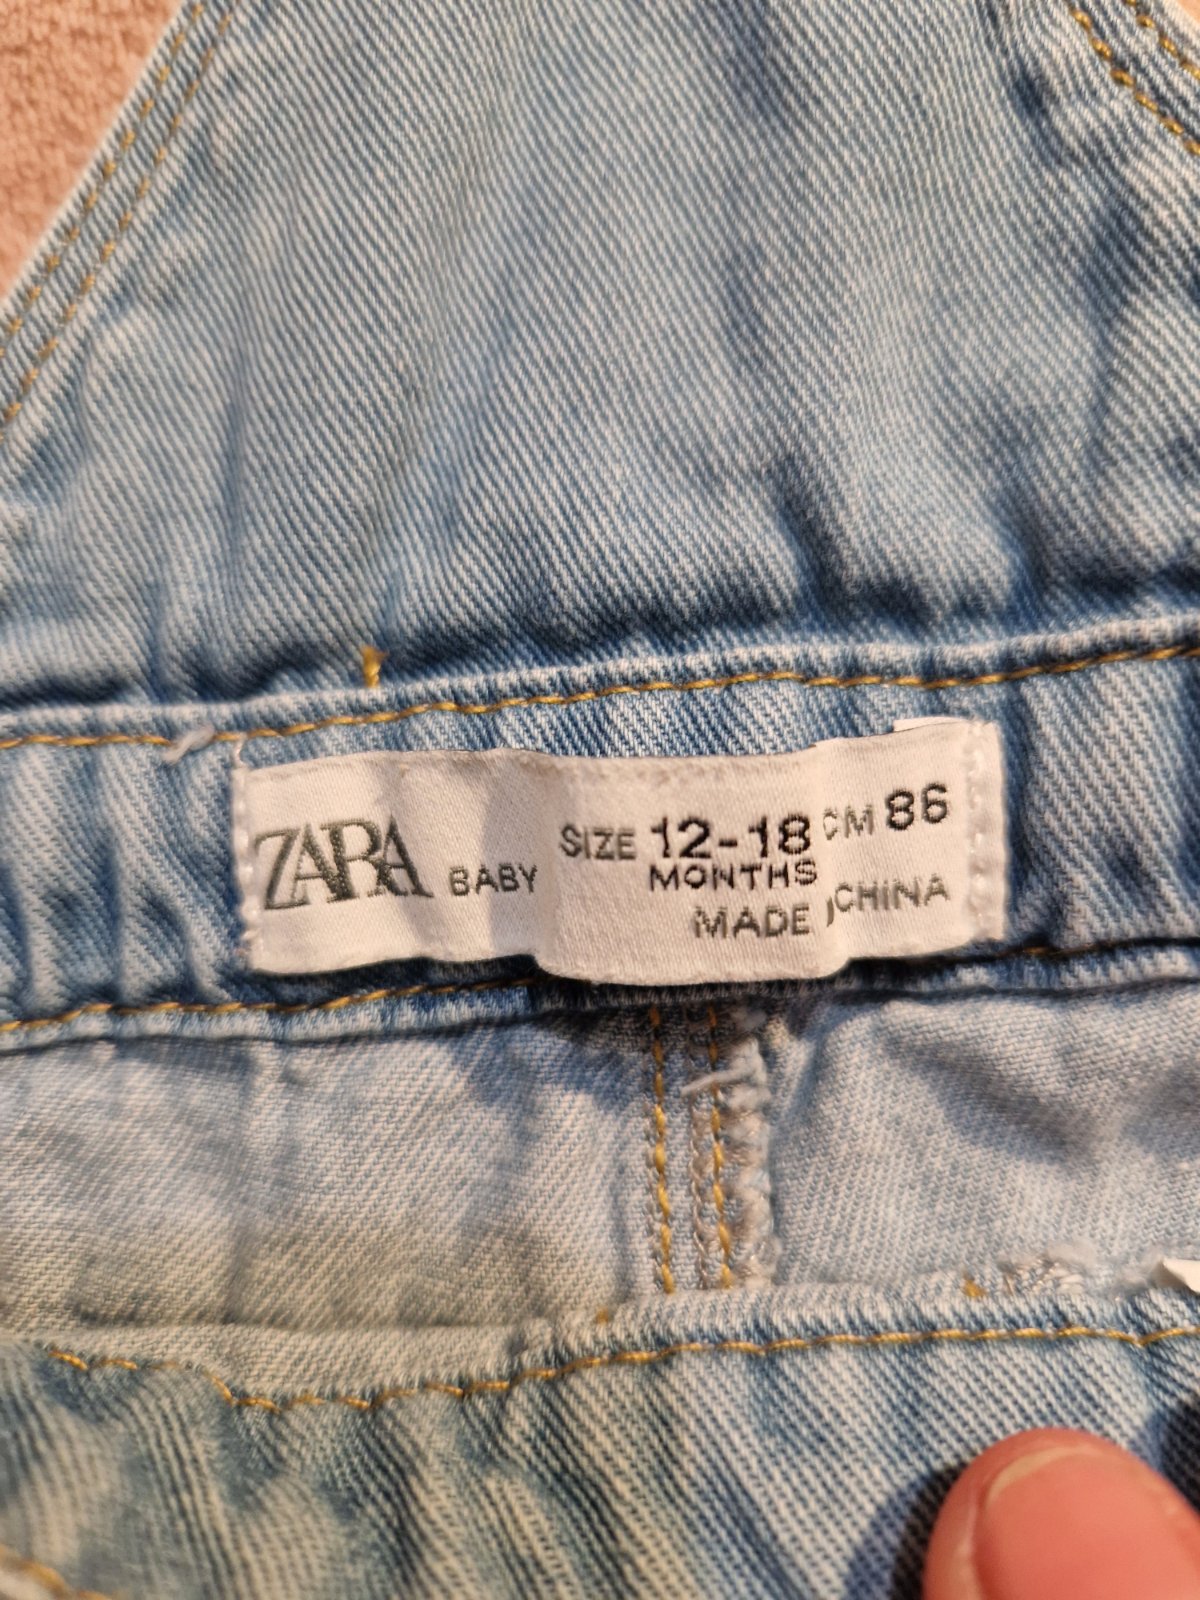 ZARA BABY
SIZE 12-18 CM 86
MONTHS
MADE CHINA